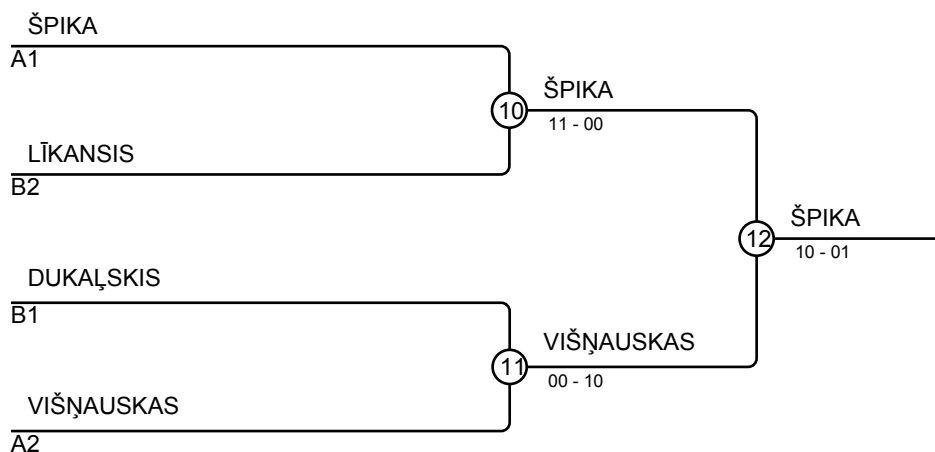 ŠPIKA
A1
10
ŠPIKA
11 - 00
LĪKANSIS
B2
12
ŠPIKA
10 - 01
DUKAĻSKIS
B1
11
VIŠŅAUSKAS
00 - 10
VIŠŅAUSKAS
A2